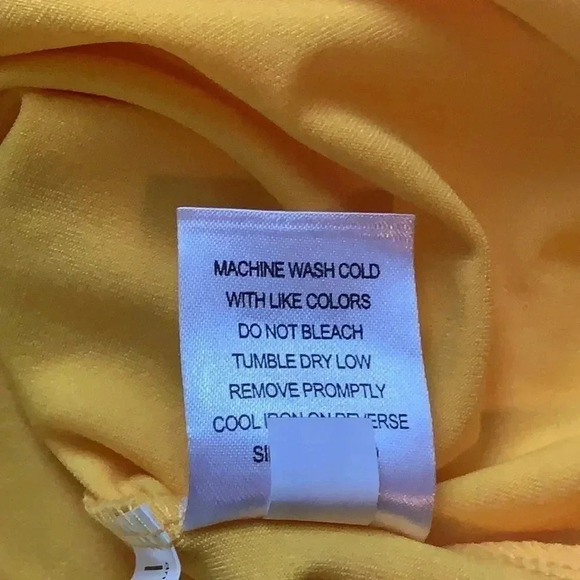 MACHINE WASH COLD
WITH LIKE COLORS
DO NOT BLEACH
TUMBLE DRY LOW
REMOVE PROMPTLY
COOL IRON ON REVERSE